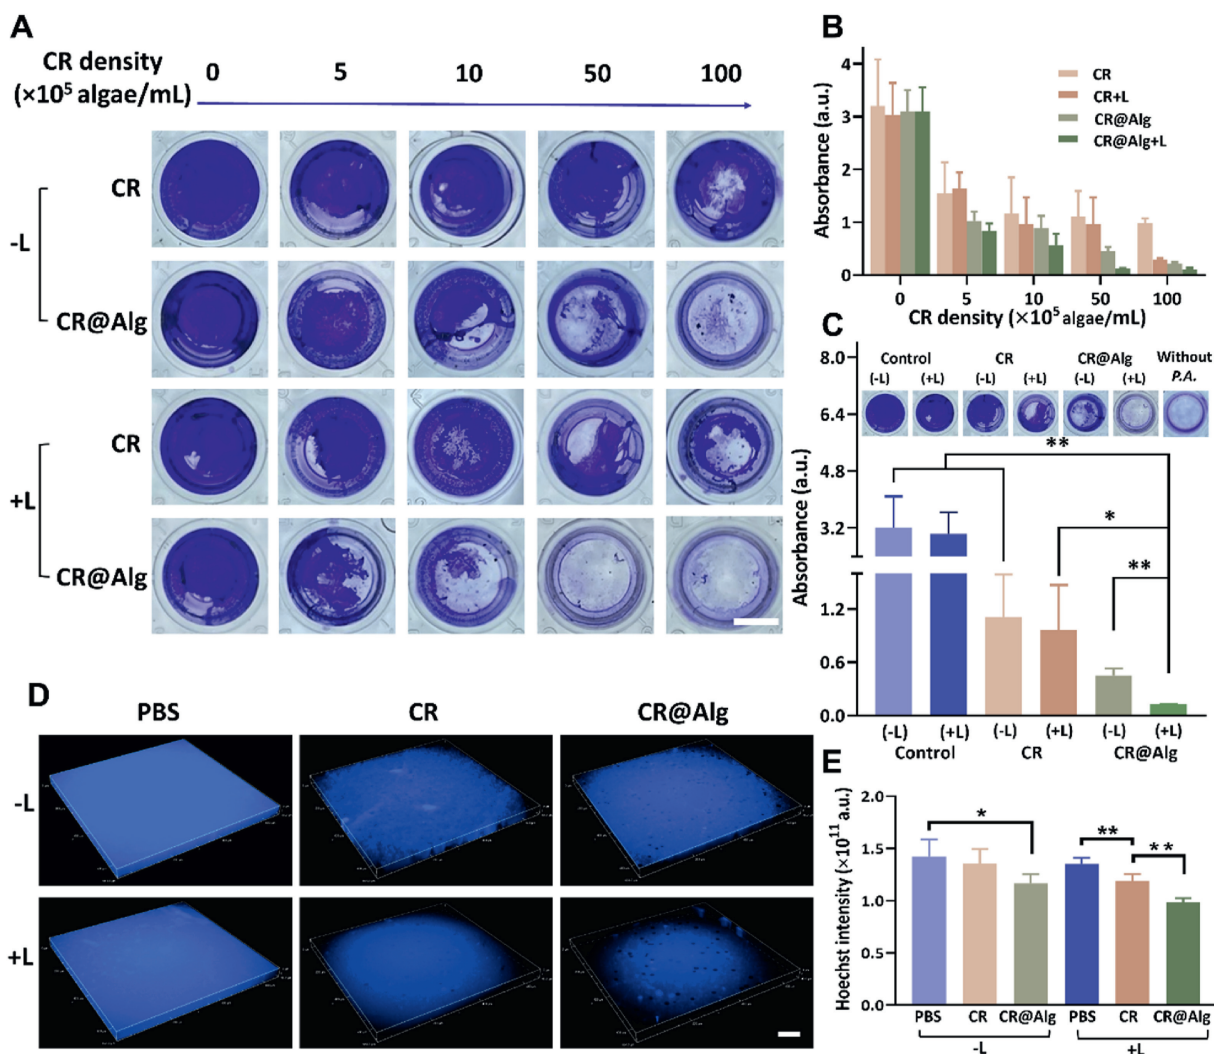 A
CR density
(×10⁵ algae/mL)
0 5 10 50 100
-L
CR
CR@Alg
+L
CR
CR@Alg
B
Absorbance (a.u.)
4
3
2
1
0
CR
CR+L
CR@Alg
CR@Alg+L
0 5 10 50 100
CR density (×10⁵ algae/mL)
C
Absorbance (a.u.)
8.0
6.4
4.8
3.2
1.2
0.6
0.0
Control CR CR@Alg Without
(-L) (+L) (-L) (+L) (-L) (+L) P.A.
**
*
**
(-L) (+L) (-L) (+L) (-L) (+L)
Control CR CR@Alg
D
PBS CR CR@Alg
-L
+L
E
Hoechst intensity (×10¹¹ a.u.)
2.0
1.5
1.0
0.5
0.0
*
**
**
PBS CR CR@Alg PBS CR CR@Alg
-L +L